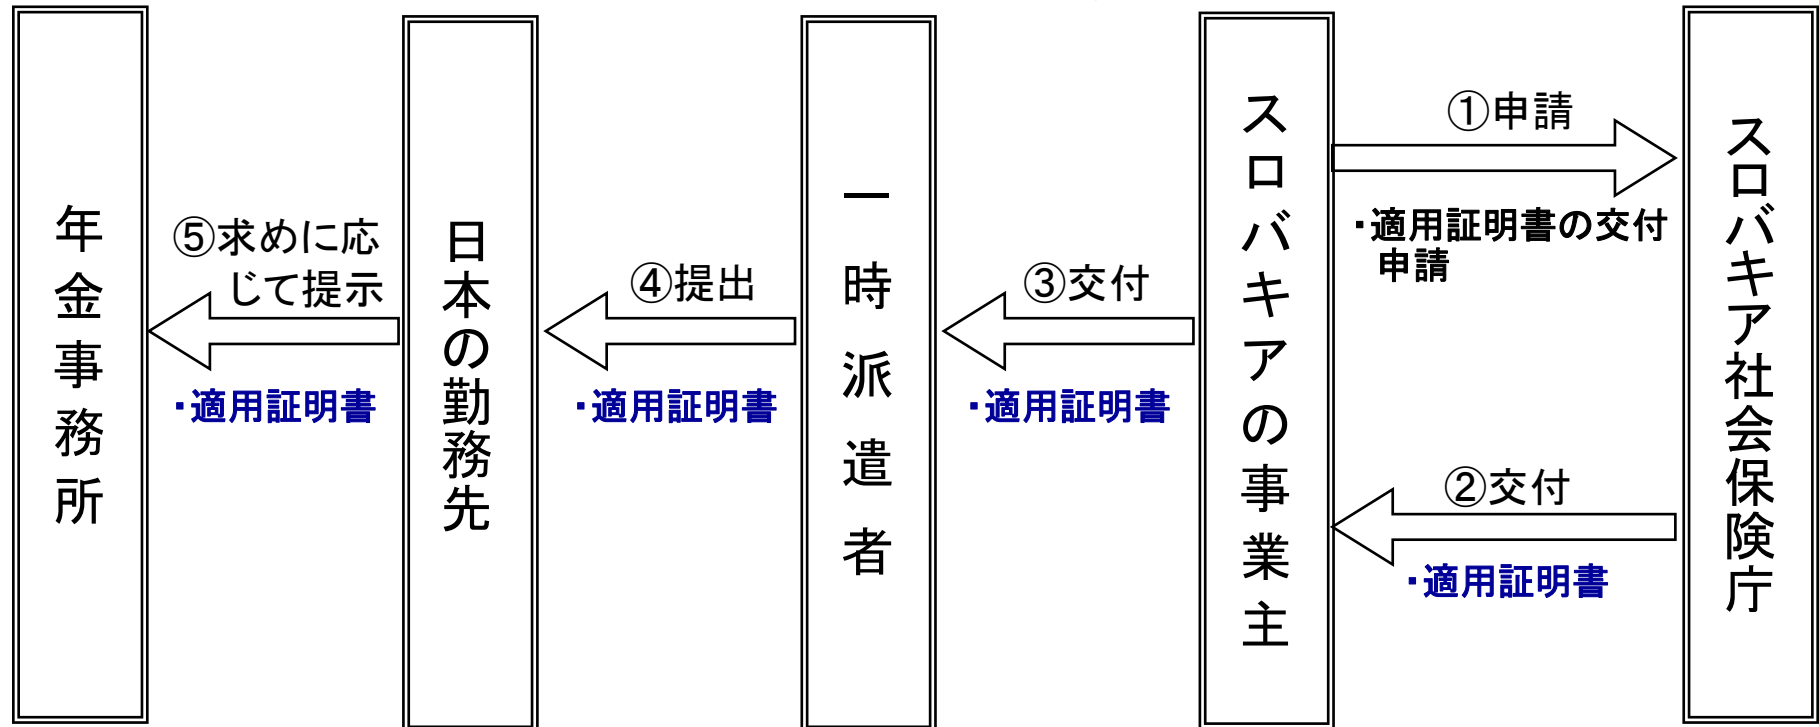 年金事務所
⑤求めに応
じて提示
・適用証明書
日本の勤務先
④提出
・適用証明書
一時派遣者
③交付
・適用証明書
スロバキアの事業主
①申請
・適用証明書の交付
申請
②交付
・適用証明書
スロバキア社会保険庁